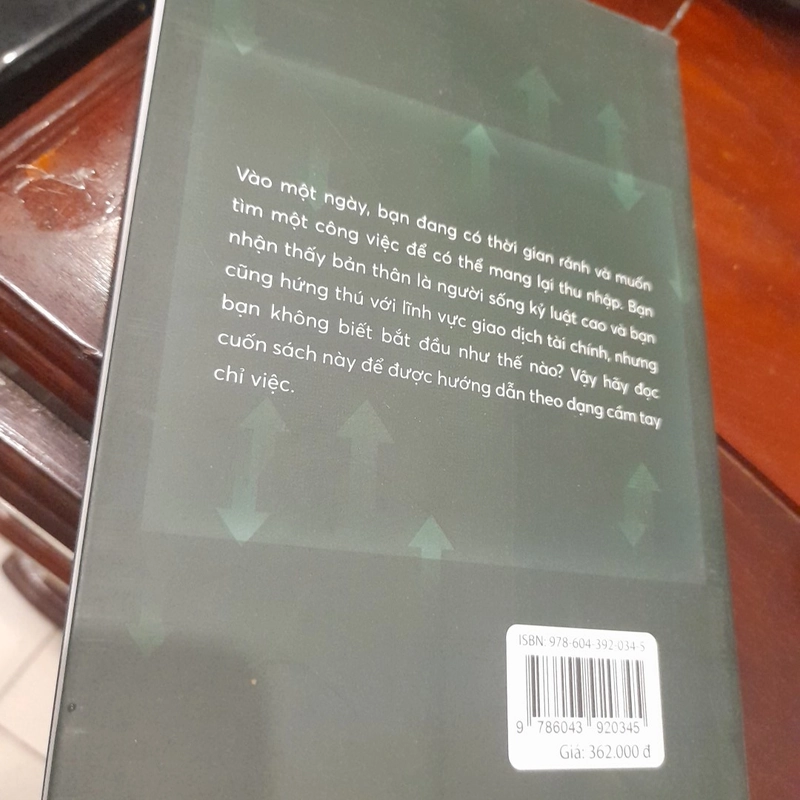 Vào một ngày, bạn đang có thời gian rảnh và muốn
tìm một công việc để có thể mang lại thu nhập. Bạn
nhận thấy bản thân là người sống kỷ luật cao và bạn
cũng hứng thú với lĩnh vực giao dịch tài chính, nhưng
bạn không biết bắt đầu như thế nào? Vậy hãy đọc
cuốn sách này để được hướng dẫn theo dạng cầm tay
chỉ việc.
ISBN: 978-604-392-034-5
9 786043 920345
Giá: 362.000 đ